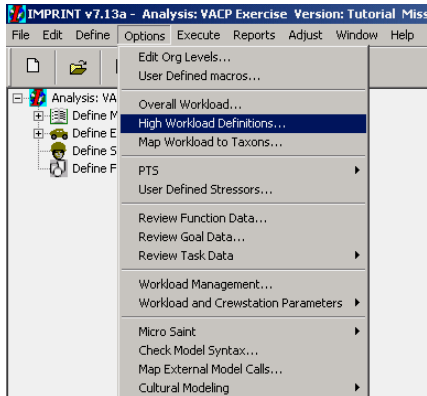 IMPRINT v7.13a - Analysis: VACP Exercise Version: Tutorial Miss
File Edit Define Options Execute Reports Adjust Window Help
Edit Org Levels...
User Defined macros...
Analysis: VA
Overall Workload...
Define M
High Workload Definitions...
Define E
Map Workload to Taxons...
Define S
Define F
PTS
User Defined Stressors...
Review Function Data...
Review Goal Data...
Review Task Data
Workload Management...
Workload and Crewstation Parameters
Micro Saint
Check Model Syntax...
Map External Model Calls...
Cultural Modeling